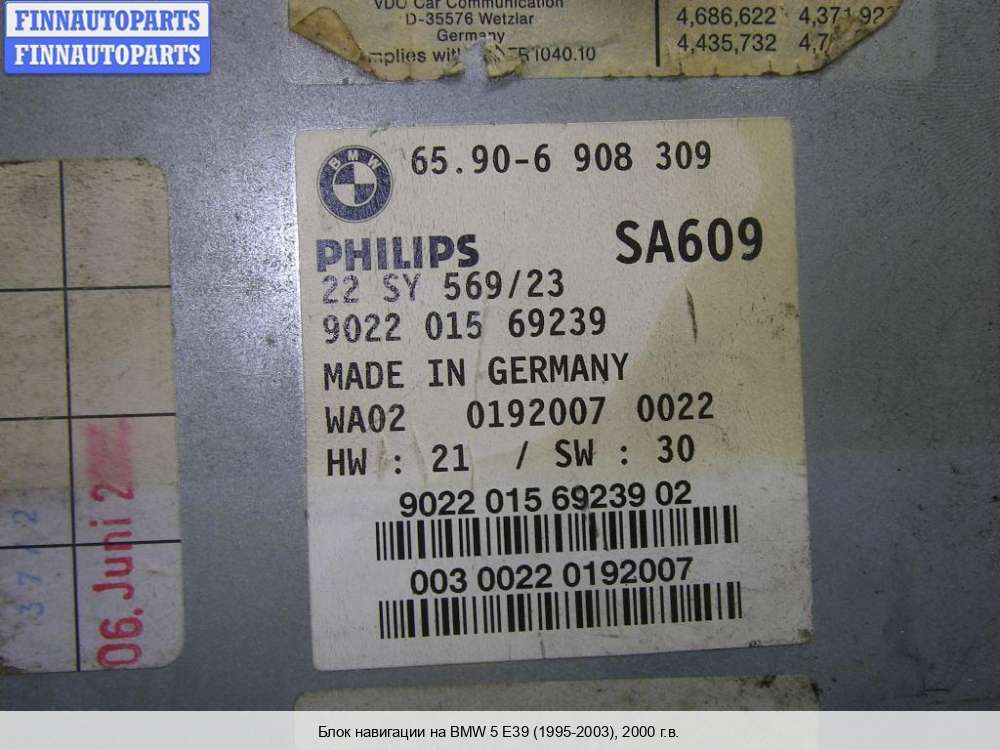 FINNAUTOPARTS
FINNAUTOPARTS
VDO Car Communication
D-35576 Wetzlar
Germany
4,686,622
4,435,732
1040.10
BMW
65.90-6 908 309
PHILIPS SA609
22 SY 569/23
9022 015 69239
MADE IN GERMANY
WA02 0192007 0022
HW : 21 / SW : 30
9022 015 69239 02
003 0022 0192007
06. Juni
Блок навигации на BMW 5 E39 (1995-2003), 2000 г.в.